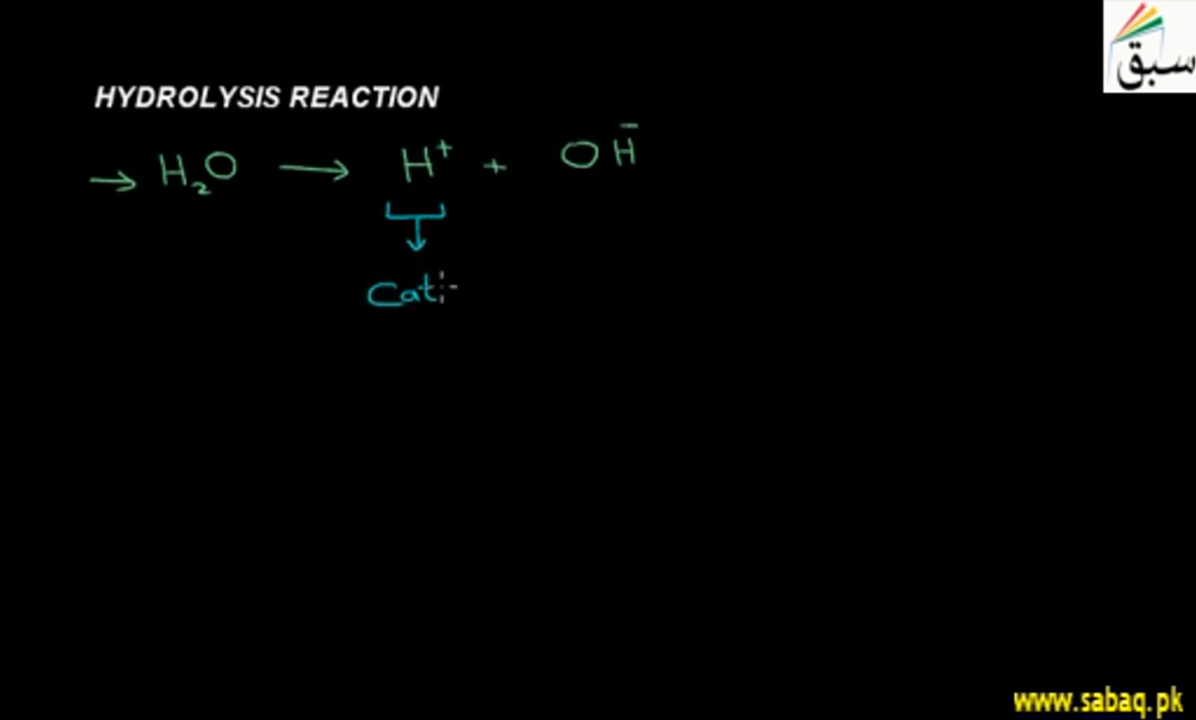 سبق
HYDROLYSIS REACTION
→ H₂O → H⁺ + OH⁻
Cat
www.sabaq.pk